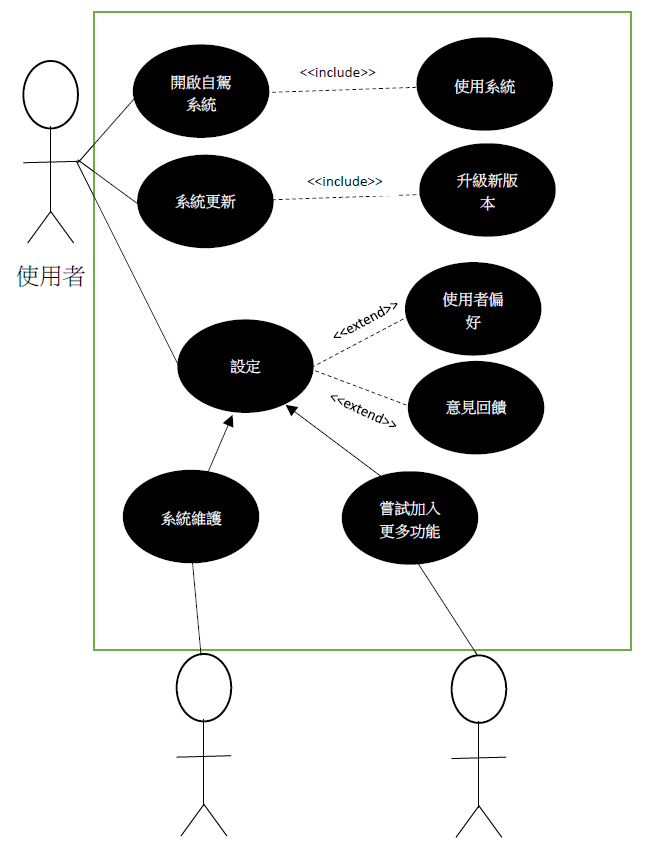 開啟自駕
系統
<<include>>
使用系統
系統更新
<<include>>
升級新版
本
使用者
設定
<<extend>>
使用者偏
好
<<extend>>
意見回饋
系統維護
嘗試加入
更多功能